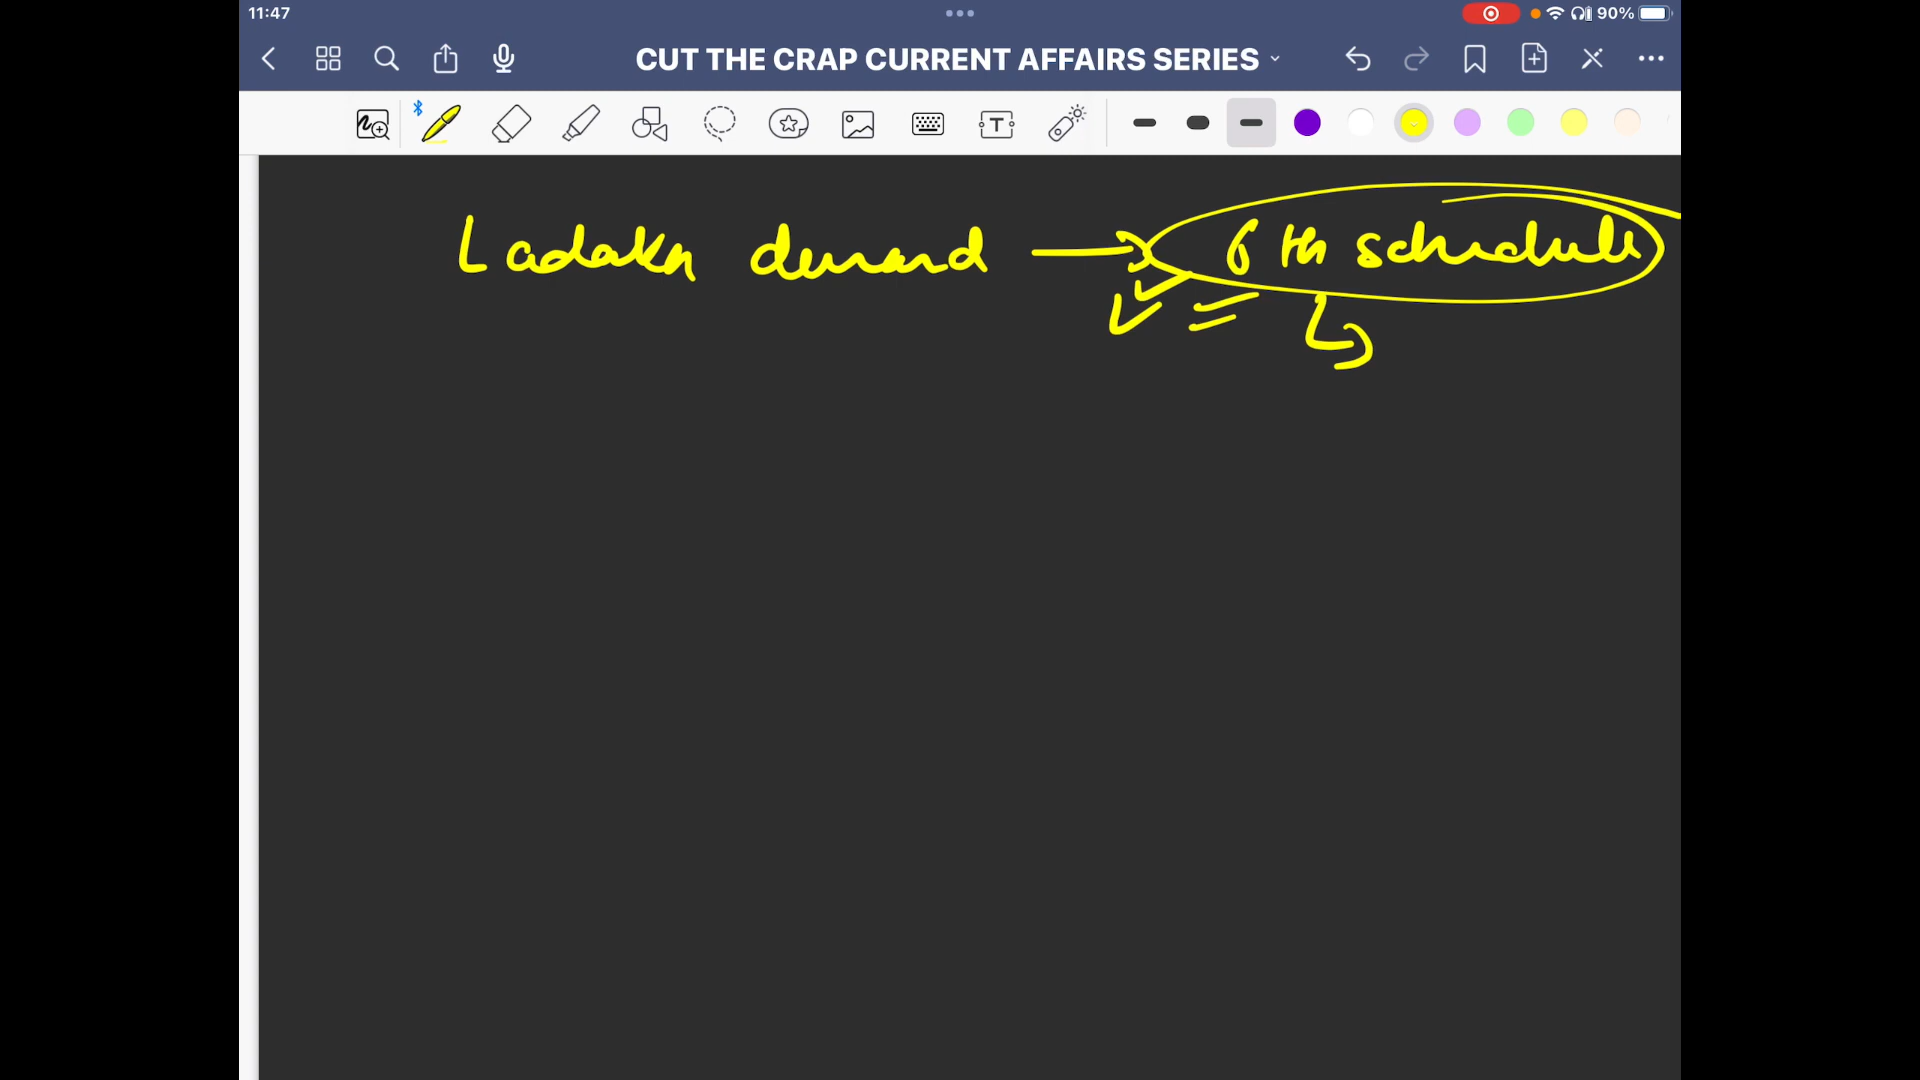 11:47
90%
CUT THE CRAP CURRENT AFFAIRS SERIES
T
Ladakh demand → 6th schedule